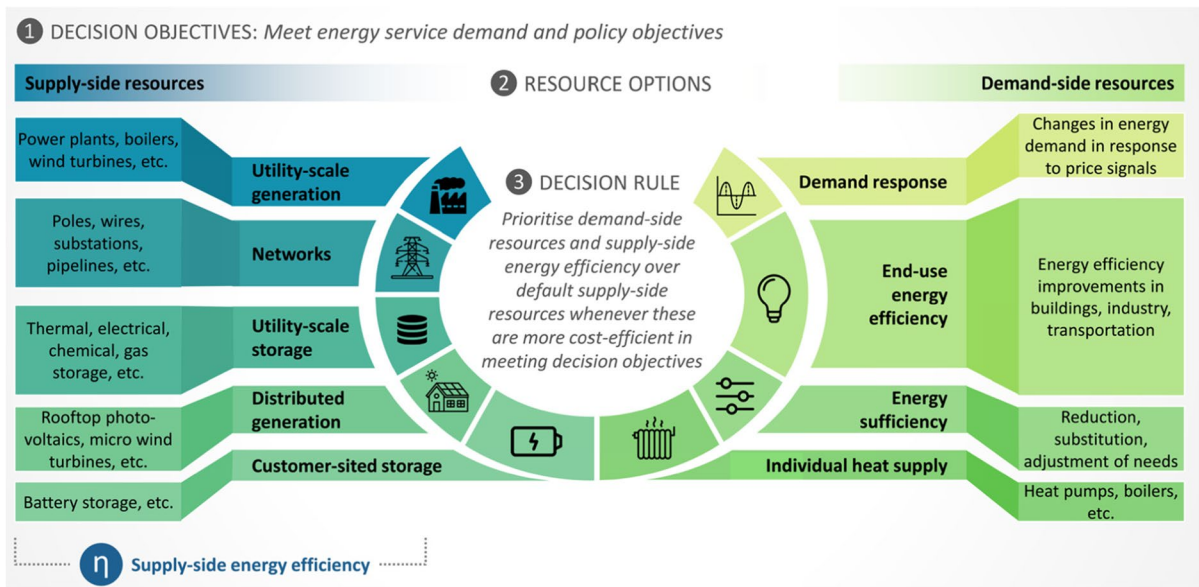 1 DECISION OBJECTIVES: Meet energy service demand and policy objectives
Supply-side resources
2 RESOURCE OPTIONS
Demand-side resources
Power plants, boilers,
wind turbines, etc.
Utility-scale
generation
Poles, wires,
substations,
pipelines, etc.
Networks
Thermal, electrical,
chemical, gas
storage, etc.
Utility-scale
storage
Rooftop photo-
voltaics, micro wind
turbines, etc.
Distributed
generation
Battery storage, etc.
Customer-sited storage
3 DECISION RULE
Prioritise demand-side
resources and supply-side
energy efficiency over
default supply-side
resources whenever these
are more cost-efficient in
meeting decision objectives
Demand response
Changes in energy
demand in response
to price signals
End-use
energy
efficiency
Energy efficiency
improvements in
buildings, industry,
transportation
Energy
sufficiency
Reduction,
substitution,
adjustment of needs
Individual heat supply
Heat pumps, boilers,
etc.
η Supply-side energy efficiency